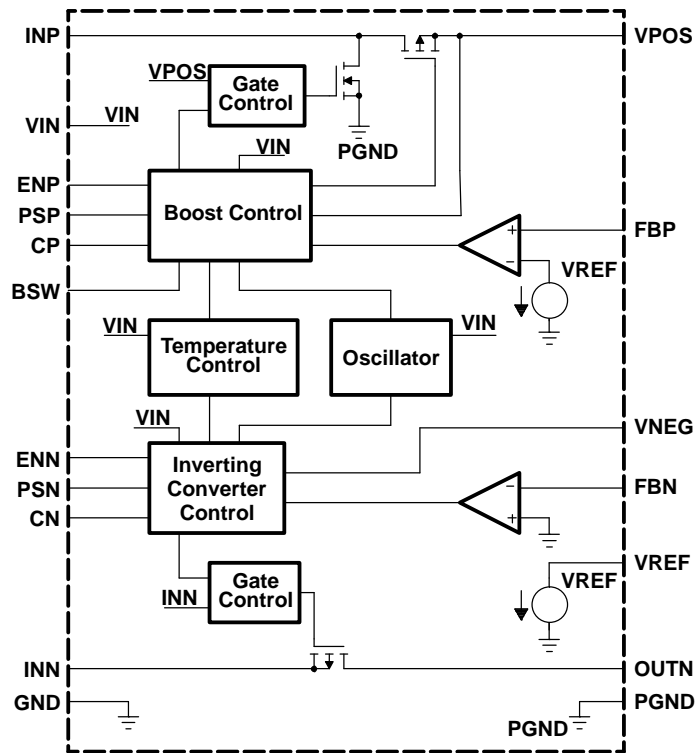 INP
VPOS
VPOS
Gate
Control
VIN
VIN
PGND
VIN
ENP
PSP
CP
Boost Control
+
−
FBP
VREF
BSW
VIN
Temperature
Control
Oscillator
VIN
VIN
VNEG
ENN
PSN
CN
Inverting
Converter
Control
−
+
FBN
VREF
VREF
Gate
Control
INN
INN
OUTN
GND
PGND
PGND